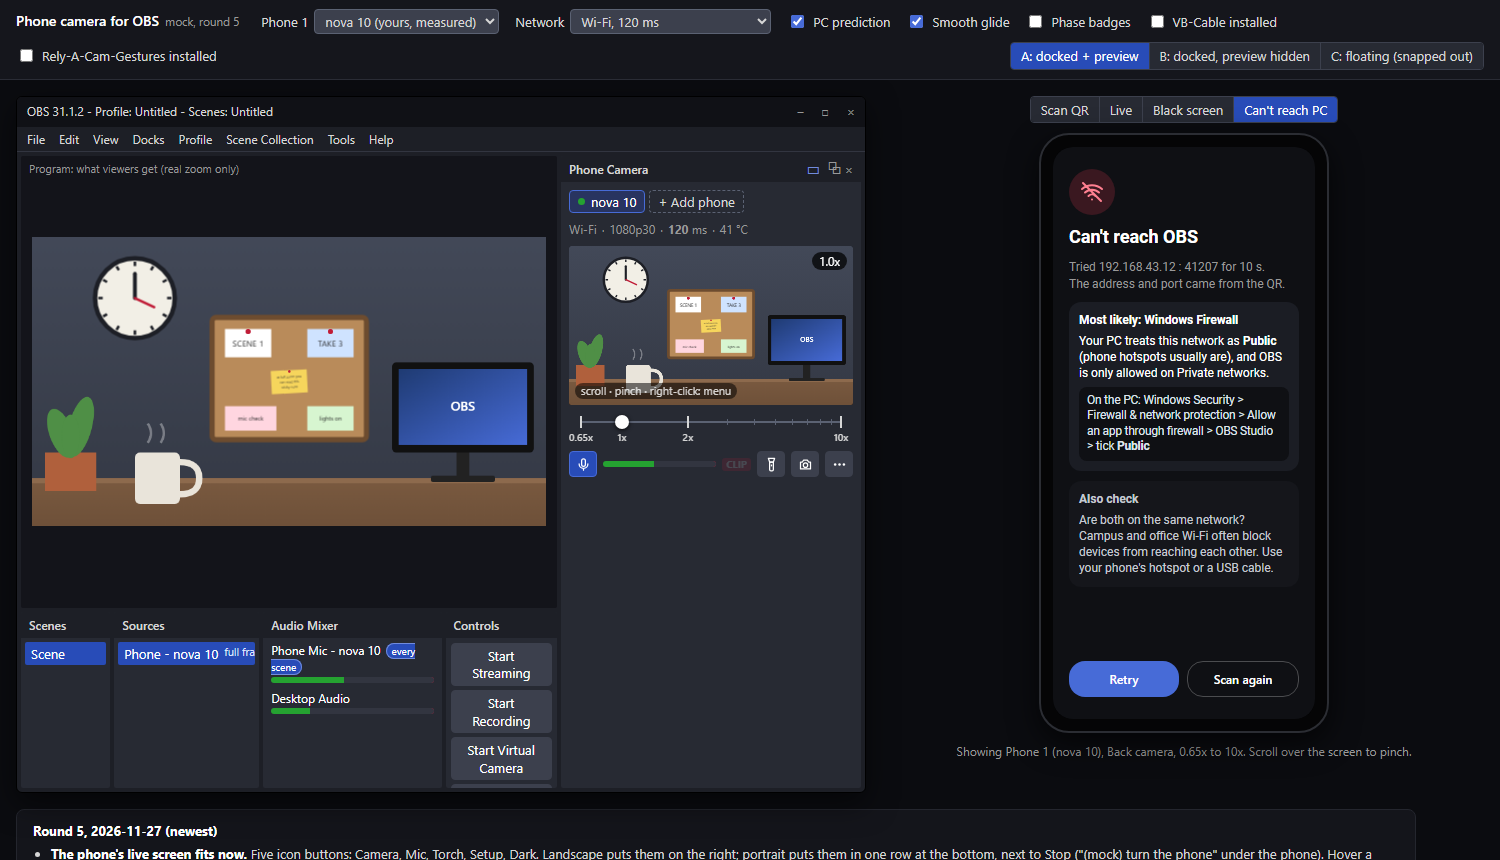 Phone camera for OBS mock, round 5
Phone 1 nova 10 (yours, measured)
Network Wi-Fi, 120 ms
PC prediction
Smooth glide
Phase badges
VB-Cable installed
Rely-A-Cam-Gestures installed
A: docked + preview
B: docked, preview hidden
C: floating (snapped out)
OBS 31.1.2 - Profile: Untitled - Scenes: Untitled
File Edit View Docks Profile Scene Collection Tools Help
Program: what viewers get (real zoom only)
SCENE 1
TAKE 3
mic check
lights on
OBS
Scenes
Scene
Sources
Phone - nova 10 full fra
Audio Mixer
Phone Mic - nova 10 every
scene
Desktop Audio
Controls
Start
Streaming
Start
Recording
Start Virtual
Camera
Phone Camera
nova 10
+ Add phone
Wi-Fi · 1080p30 · 120 ms · 41 °C
1.0x
SCENE 1
TAKE 3
mic check
lights on
OBS
scroll · pinch · right-click: menu
0.65x 1x 2x 10x
CLIP
Scan QR
Live
Black screen
Can't reach PC
Can't reach OBS
Tried 192.168.43.12 : 41207 for 10 s.
The address and port came from the QR.
Most likely: Windows Firewall
Your PC treats this network as Public
(phone hotspots usually are), and OBS
is only allowed on Private networks.
On the PC: Windows Security >
Firewall & network protection > Allow
an app through firewall > OBS Studio
> tick Public
Also check
Are both on the same network?
Campus and office Wi-Fi often block
devices from reaching each other. Use
your phone's hotspot or a USB cable.
Retry
Scan again
Showing Phone 1 (nova 10), Back camera, 0.65x to 10x. Scroll over the screen to pinch.
Round 5, 2026-11-27 (newest)
The phone's live screen fits now. Five icon buttons: Camera, Mic, Torch, Setup, Dark. Landscape puts them on the right; portrait puts them in one row at the bottom, next to Stop ("(mock) turn the phone" under the phone). Hover a